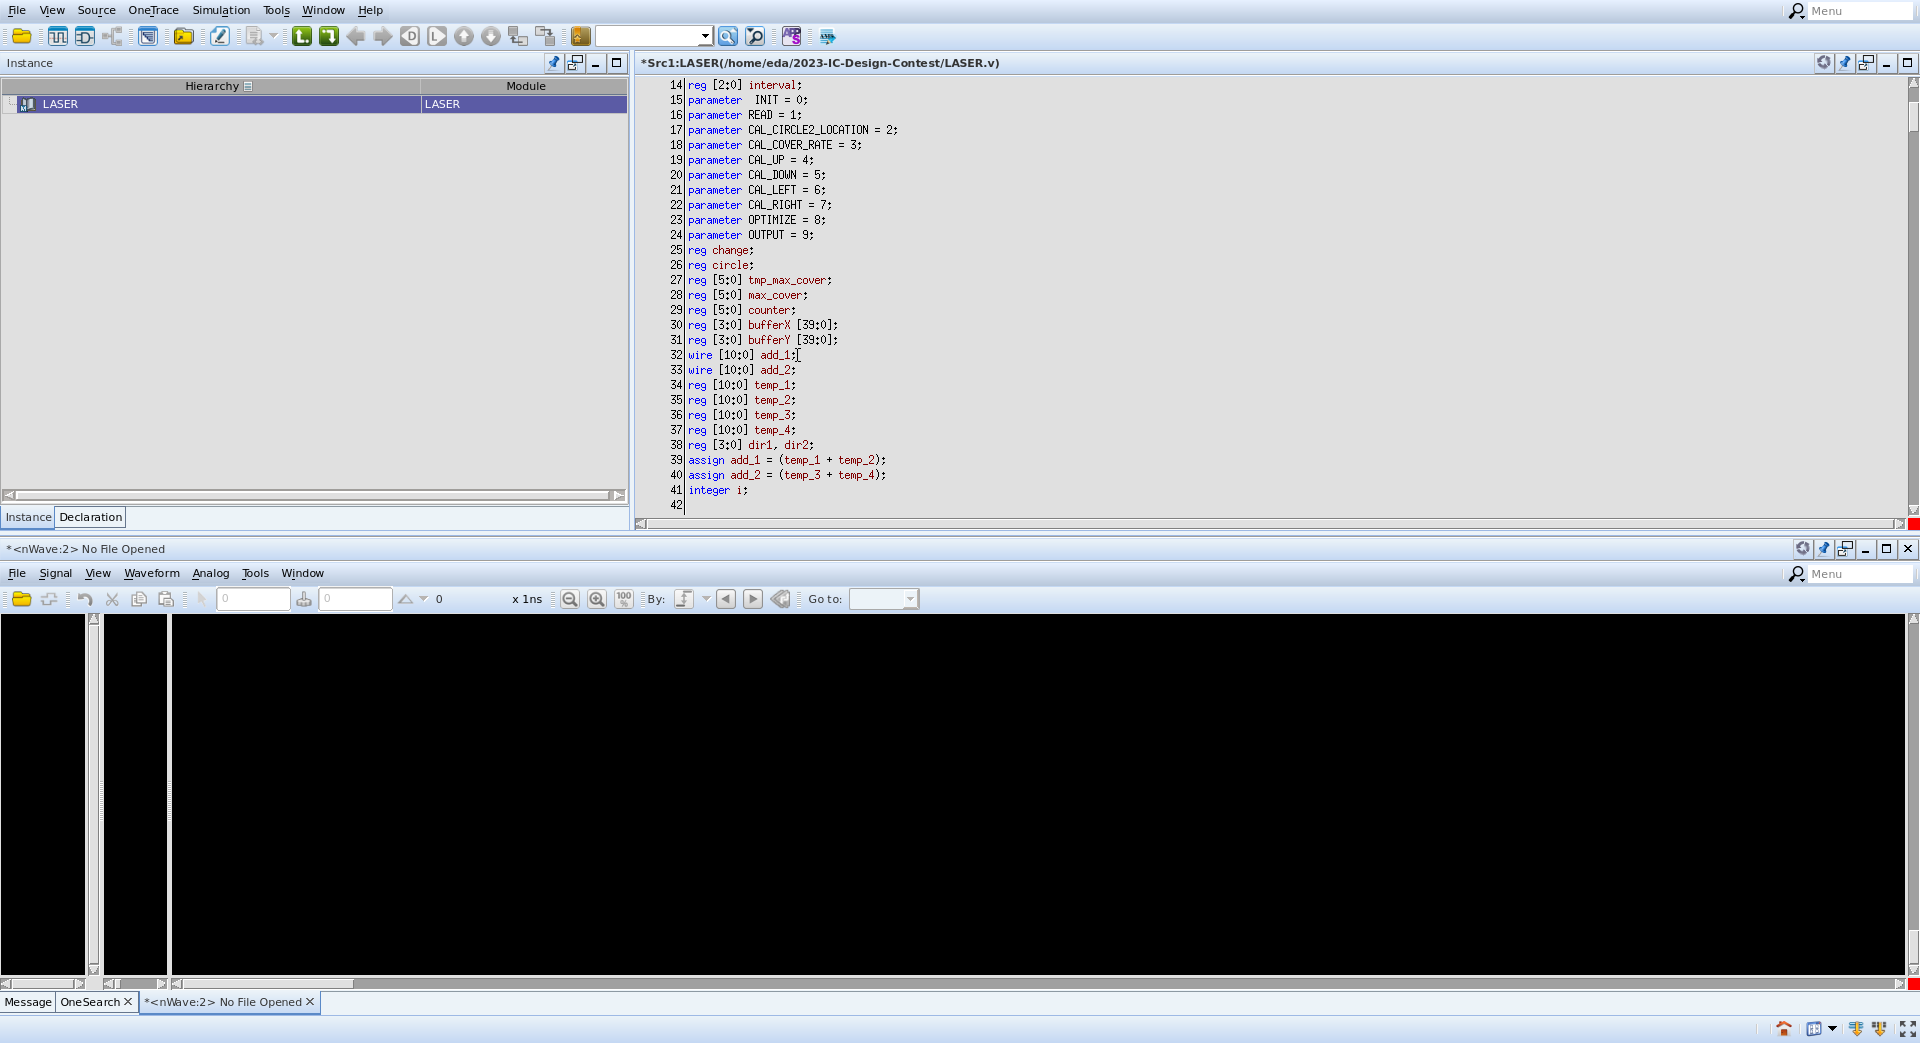 File View Source OneTrace Simulation Tools Window Help Menu
Instance
Hierarchy Module
LASER LASER
Instance Declaration
*Src1:LASER(/home/eda/2023-IC-Design-Contest/LASER.v)
14 reg [2:0] interval;
15 parameter  INIT = 0;
16 parameter READ = 1;
17 parameter CAL_CIRCLE2_LOCATION = 2;
18 parameter CAL_COVER_RATE = 3;
19 parameter CAL_UP = 4;
20 parameter CAL_DOWN = 5;
21 parameter CAL_LEFT = 6;
22 parameter CAL_RIGHT = 7;
23 parameter OPTIMIZE = 8;
24 parameter OUTPUT = 9;
25 reg change;
26 reg circle;
27 reg [5:0] tmp_max_cover;
28 reg [5:0] max_cover;
29 reg [5:0] counter;
30 reg [3:0] bufferX [39:0];
31 reg [3:0] bufferY [39:0];
32 wire [10:0] add_1;
33 wire [10:0] add_2;
34 reg [10:0] temp_1;
35 reg [10:0] temp_2;
36 reg [10:0] temp_3;
37 reg [10:0] temp_4;
38 reg [3:0] dir1, dir2;
39 assign add_1 = (temp_1 + temp_2);
40 assign add_2 = (temp_3 + temp_4);
41 integer i;
42
*<nWave:2> No File Opened
File Signal View Waveform Analog Tools Window Menu
0 0 0 x 1ns 100 % By: Go to:
Message OneSearch *<nWave:2> No File Opened